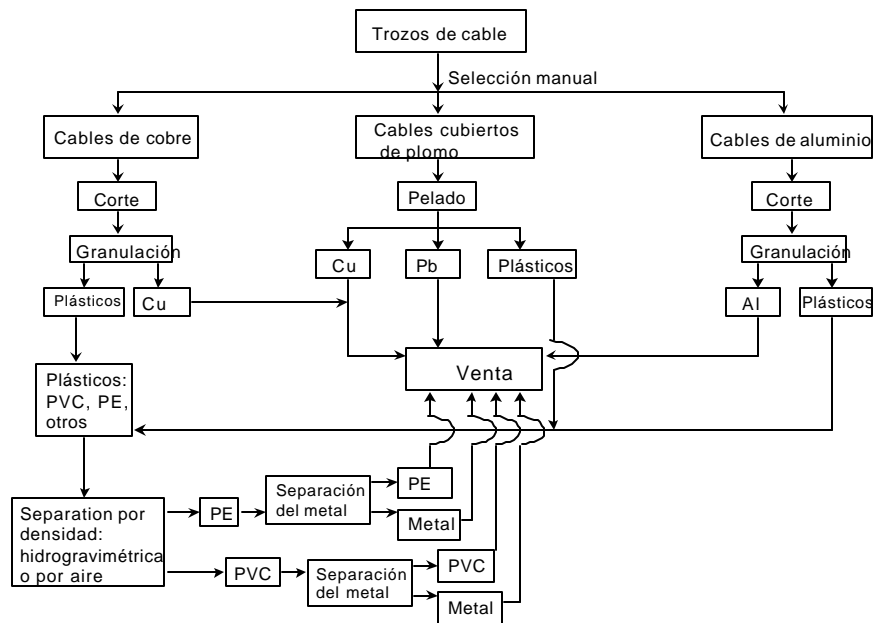 Trozos de cable
Selección manual
Cables de cobre
Cables cubiertos
de plomo
Cables de aluminio
Corte
Pelado
Corte
Granulación
Granulación
Cu
Pb
Plásticos
Plásticos
Cu
Al
Plásticos
Venta
Plásticos:
PVC, PE,
otros
PE
Separación
del metal
PE
Metal
Separation por
densidad:
hidrogravimétrica
o por aire
PVC
Separación
del metal
PVC
Metal